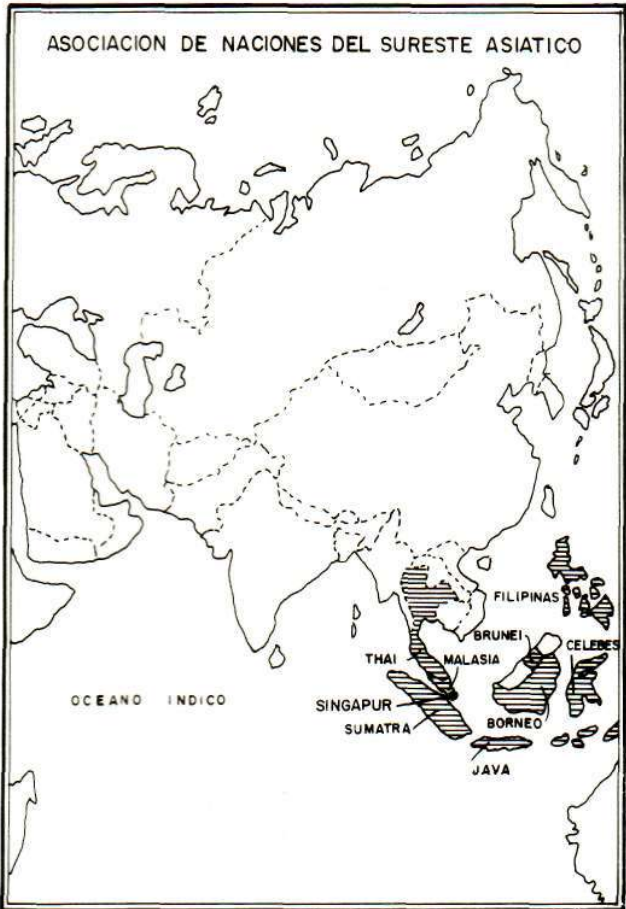 ASOCIACION DE NACIONES DEL SURESTE ASIATICO
FILIPINAS
BRUNEI
CELEBES
THAI
MALASIA
OCEANO INDICO
SINGAPUR
SUMATRA
BORNEO
JAVA